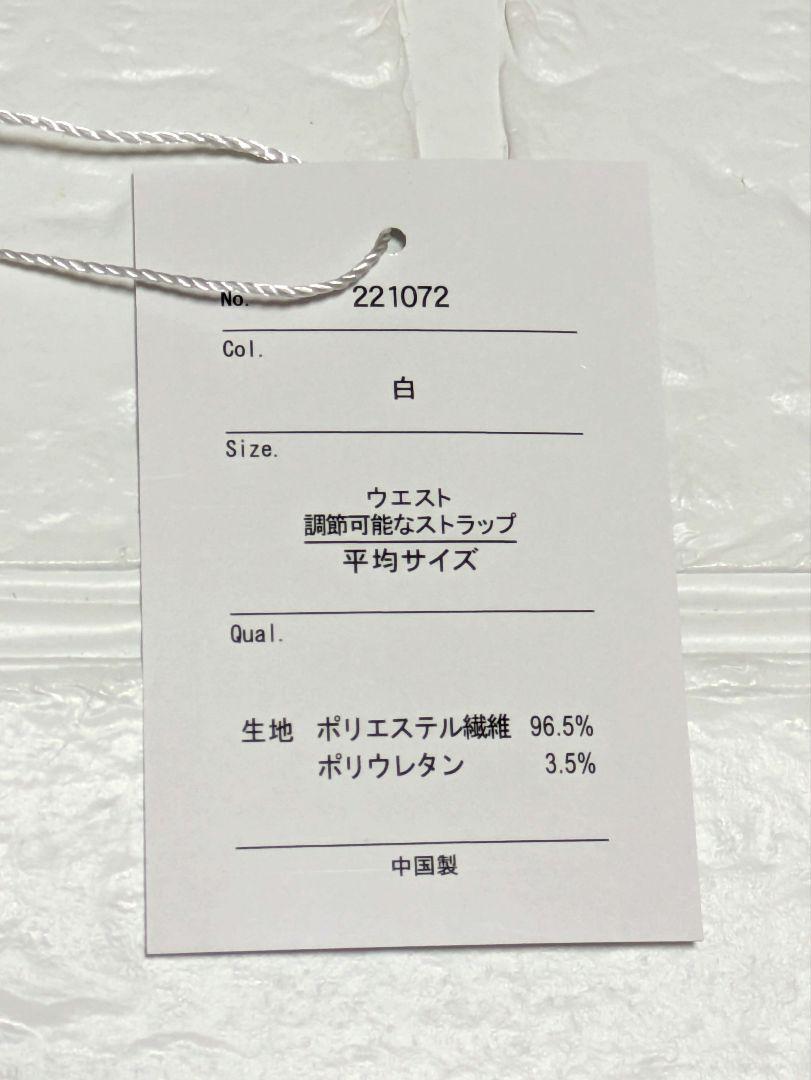 No. 221072
Col.
白
Size.
ウエスト
調節可能なストラップ
平均サイズ
Qual.
生地 ポリエステル繊維 96.5%
ポリウレタン 3.5%
中国製